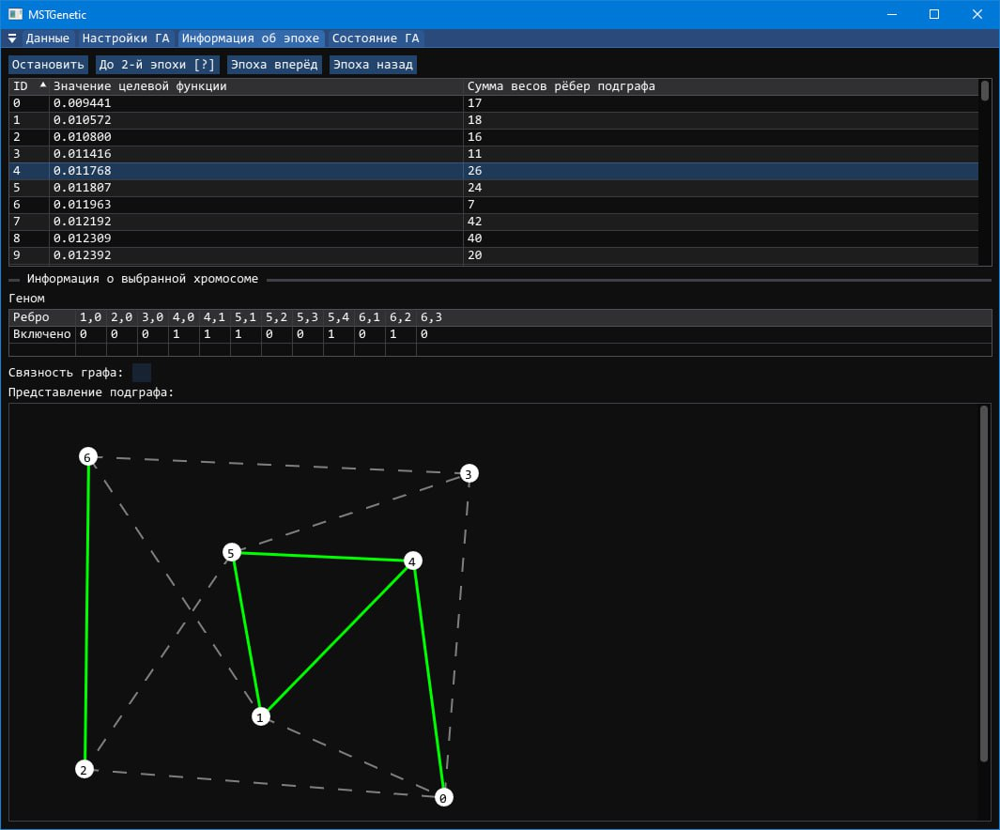 MSTGenetic
Данные Настройки ГА Информация об эпохе Состояние ГА
Остановить До 2-й эпохи [?] Эпоха вперёд Эпоха назад
ID Значение целевой функции Сумма весов рёбер подграфа
0 0.009441 17
1 0.010572 18
2 0.010800 16
3 0.011416 11
4 0.011768 26
5 0.011807 24
6 0.011963 7
7 0.012192 42
8 0.012309 40
9 0.012392 20
Информация о выбранной хромосоме
Геном
Ребро 1,0 2,0 3,0 4,0 4,1 5,1 5,2 5,3 5,4 6,1 6,2 6,3
Включено 0 0 0 1 1 1 0 0 1 0 1 0
Связность графа:
Представление подграфа:
6
3
5
4
1
2
0